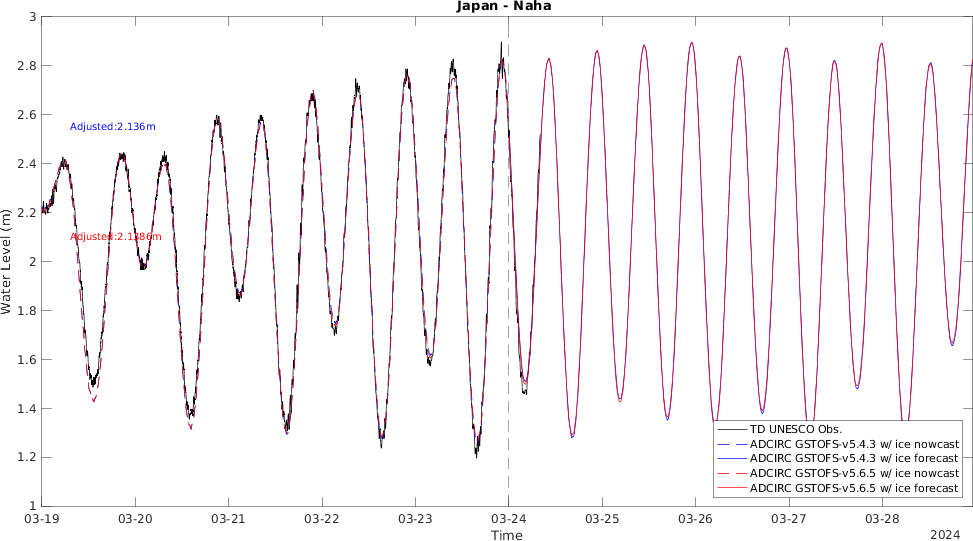 Japan - Naha
3
2.8
2.6
2.4
2.2
2
1.8
1.6
1.4
1.2
1
Water Level (m)
Adjusted:2.136m
Adjusted:2.1386m
TD UNESCO Obs.
ADCIRC GSTOFS-v5.4.3 w/ ice nowcast
ADCIRC GSTOFS-v5.4.3 w/ ice forecast
ADCIRC GSTOFS-v5.6.5 w/ ice nowcast
ADCIRC GSTOFS-v5.6.5 w/ ice forecast
03-19 03-20 03-21 03-22 03-23 03-24 03-25 03-26 03-27 03-28
Time
2024